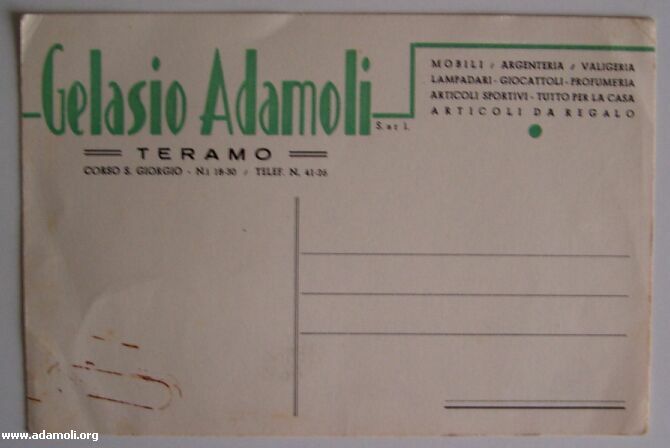 Gelasio Adamoli
S. a r. l.
TERAMO
CORSO S. GIORGIO - N.i 18-30 / TELEF. N. 41-26
MOBILI / ARGENTERIA / VALIGERIA
LAMPADARI - GIOCATTOLI - PROFUMERIA
ARTICOLI SPORTIVI - TUTTO PER LA CASA
ARTICOLI DA REGALO
www.adamoli.org